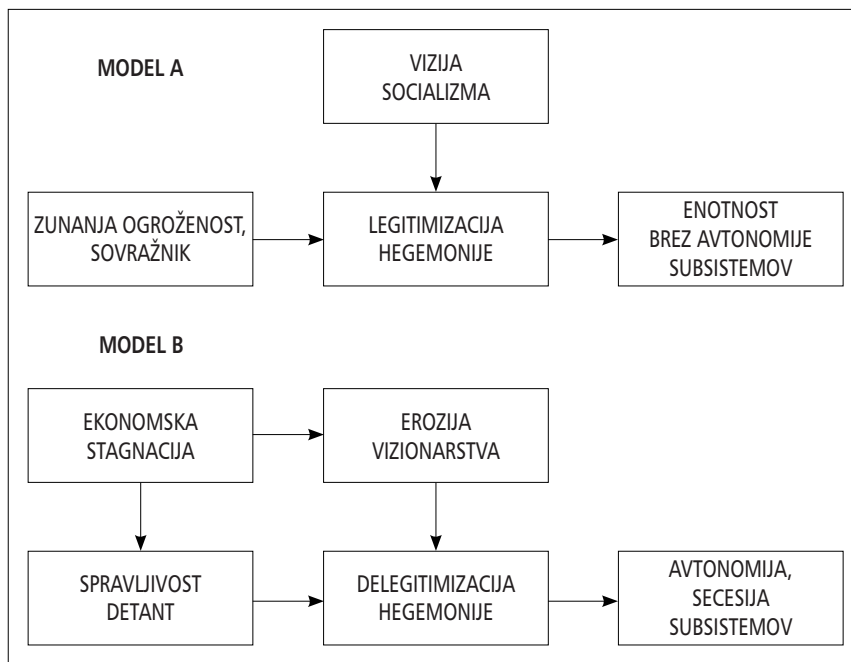 MODEL A
VIZIJA
SOCIALIZMA
ZUNANJA OGROŽENOST,
SOVRAŽNIK
LEGITIMIZACIJA
HEGEMONIJE
ENOTNOST
BREZ AVTONOMIJE
SUBSISTEMOV
MODEL B
EKONOMSKA
STAGNACIJA
EROZIJA
VIZIONARSTVA
SPRAVLJIVOST
DETANT
DELEGITIMIZACIJA
HEGEMONIJE
AVTONOMIJA,
SECESIJA
SUBSISTEMOV